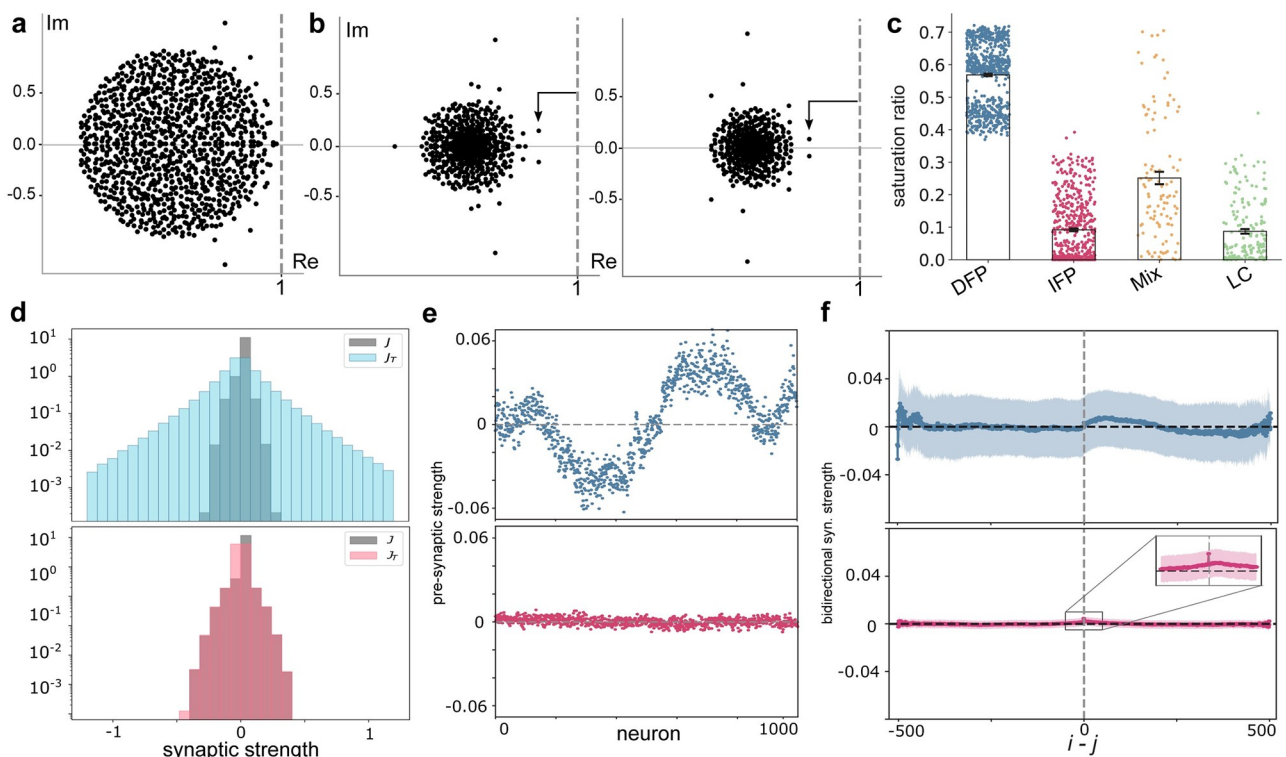 a
Im
0.5
0.0
-0.5
Re
1
b
Im
0.5
0.0
-0.5
Re
1
0.5
0.0
-0.5
1
c
saturation ratio
0.7
0.6
0.5
0.4
0.3
0.2
0.1
0.0
DFP
IFP
Mix
LC
d
10¹
10⁰
10⁻¹
10⁻²
10⁻³
J
J_T
10¹
10⁰
10⁻¹
10⁻²
10⁻³
J
J_T
-1
0
1
synaptic strength
e
pre-synaptic strength
0.06
0
-0.06
0.06
0
-0.06
0
neuron
1000
f
bidirectional syn. strength
0.04
0
-0.04
0.04
0
-0.04
-500
0
500
i - j